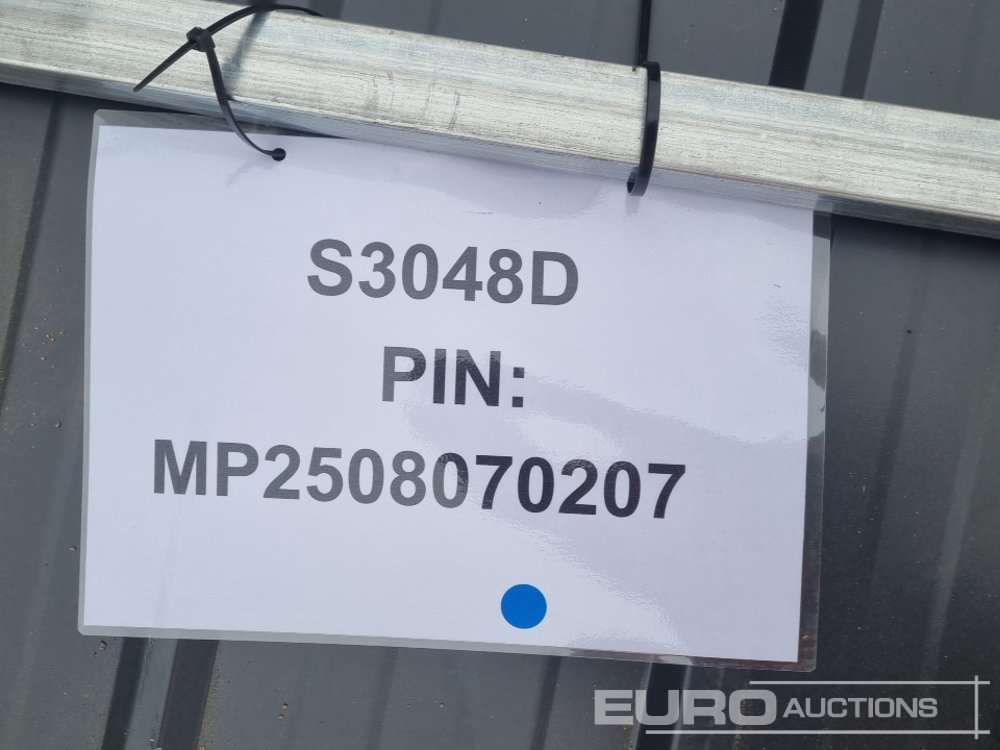 S3048D
PIN:
MP2508070207
EURO AUCTIONS